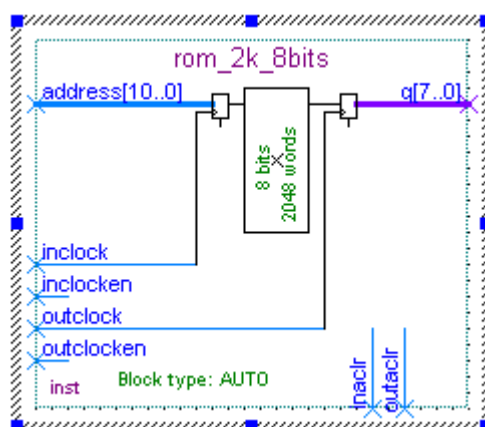 rom_2k_8bits
address[10..0]
q[7..0]
8 bits
2048 words
inclock
inclocken
outclock
outclocken
inaclr
outaclr
inst
Block type: AUTO